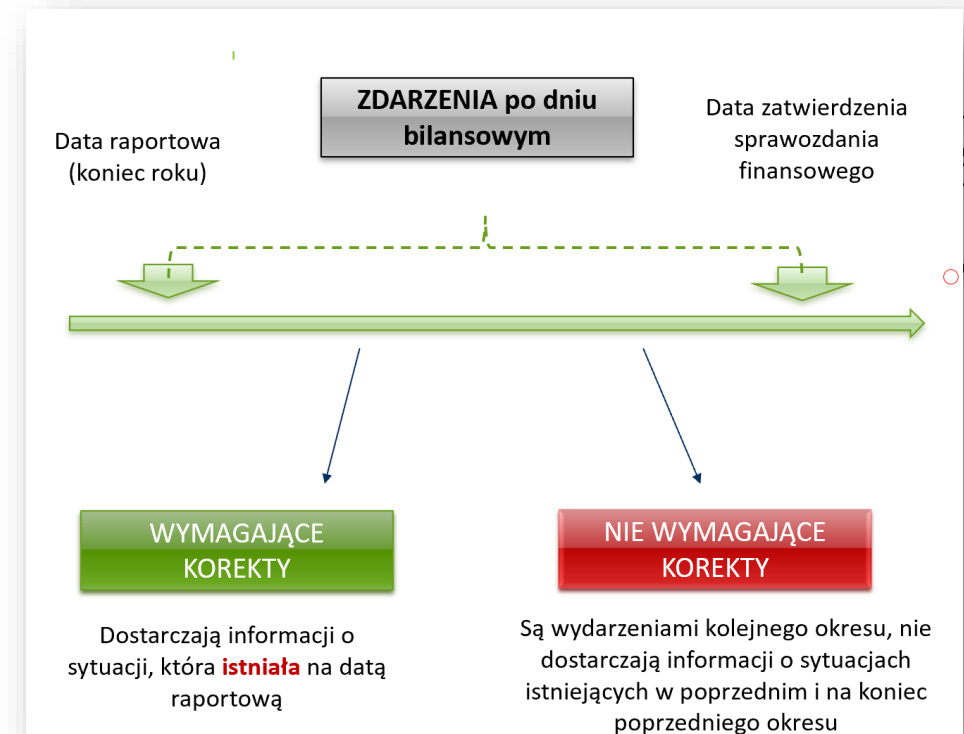 ZDARZENIA po dniu
bilansowym
Data raportowa
(koniec roku)
Data zatwierdzenia
sprawozdania
finansowego
WYMAGAJĄCE
KOREKTY
Dostarczają informacji o
sytuacji, która istniała na datą
raportową
NIE WYMAGAJĄCE
KOREKTY
Są wydarzeniami kolejnego okresu, nie
dostarczają informacji o sytuacjach
istniejących w poprzednim i na koniec
poprzedniego okresu